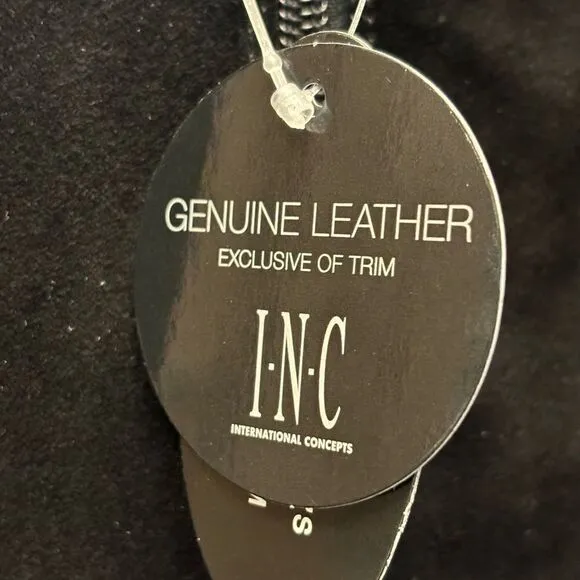 GENUINE LEATHER
EXCLUSIVE OF TRIM
I·N·C
INTERNATIONAL CONCEPTS